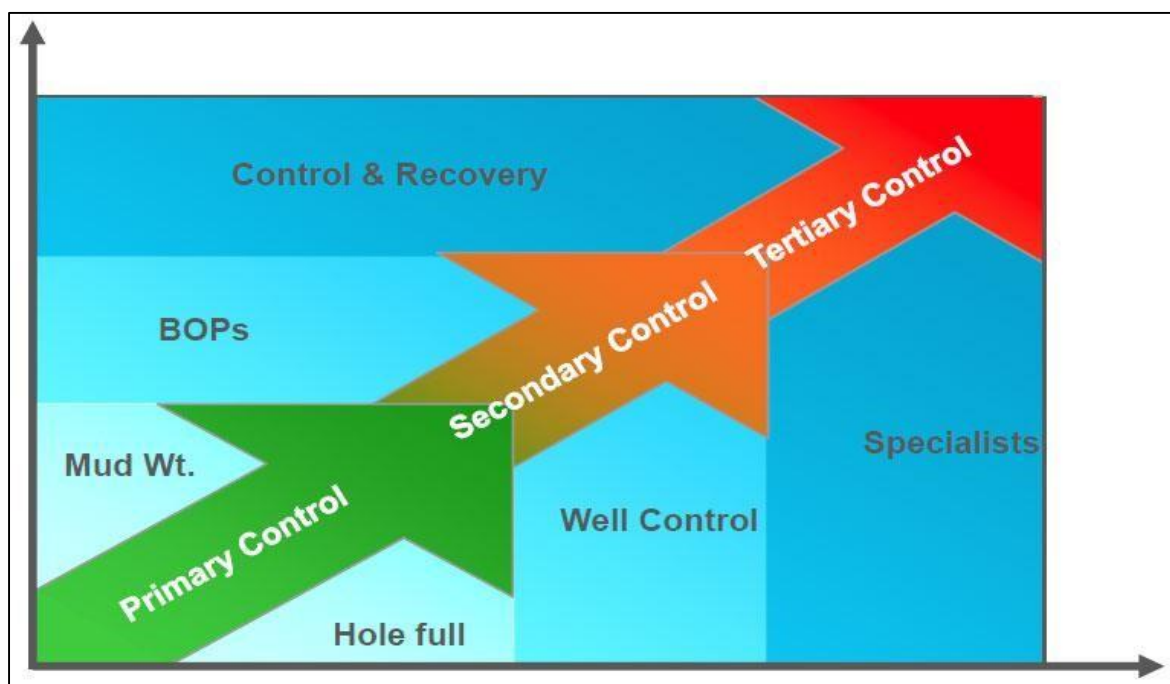 Control & Recovery
Tertiary Control
BOPs
Secondary Control
Specialists
Mud Wt.
Well Control
Primary Control
Hole full